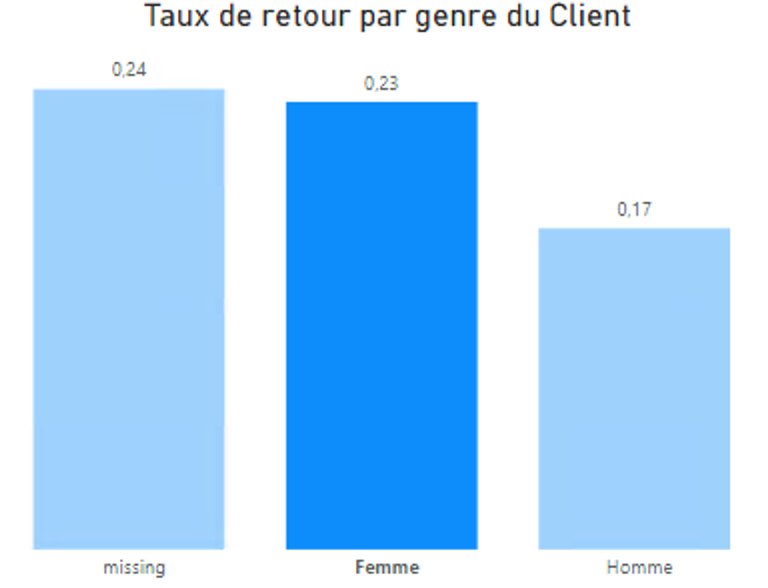 Taux de retour par genre du Client
0,24
0,23
0,17
missing
Femme
Homme